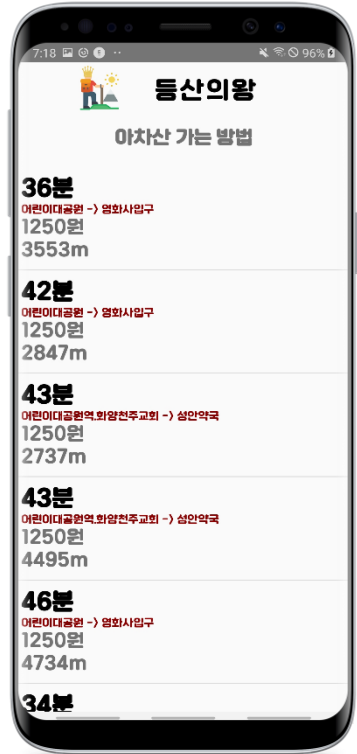 7:18 96%
등산의왕
아차산 가는 방법
36분
어린이대공원 -> 영화사입구
1250원
3553m
42분
어린이대공원 -> 영화사입구
1250원
2847m
43분
어린이대공원역.화양천주교회 -> 성안약국
1250원
2737m
43분
어린이대공원역.화양천주교회 -> 성안약국
1250원
4495m
46분
어린이대공원 -> 영화사입구
1250원
4734m
34분